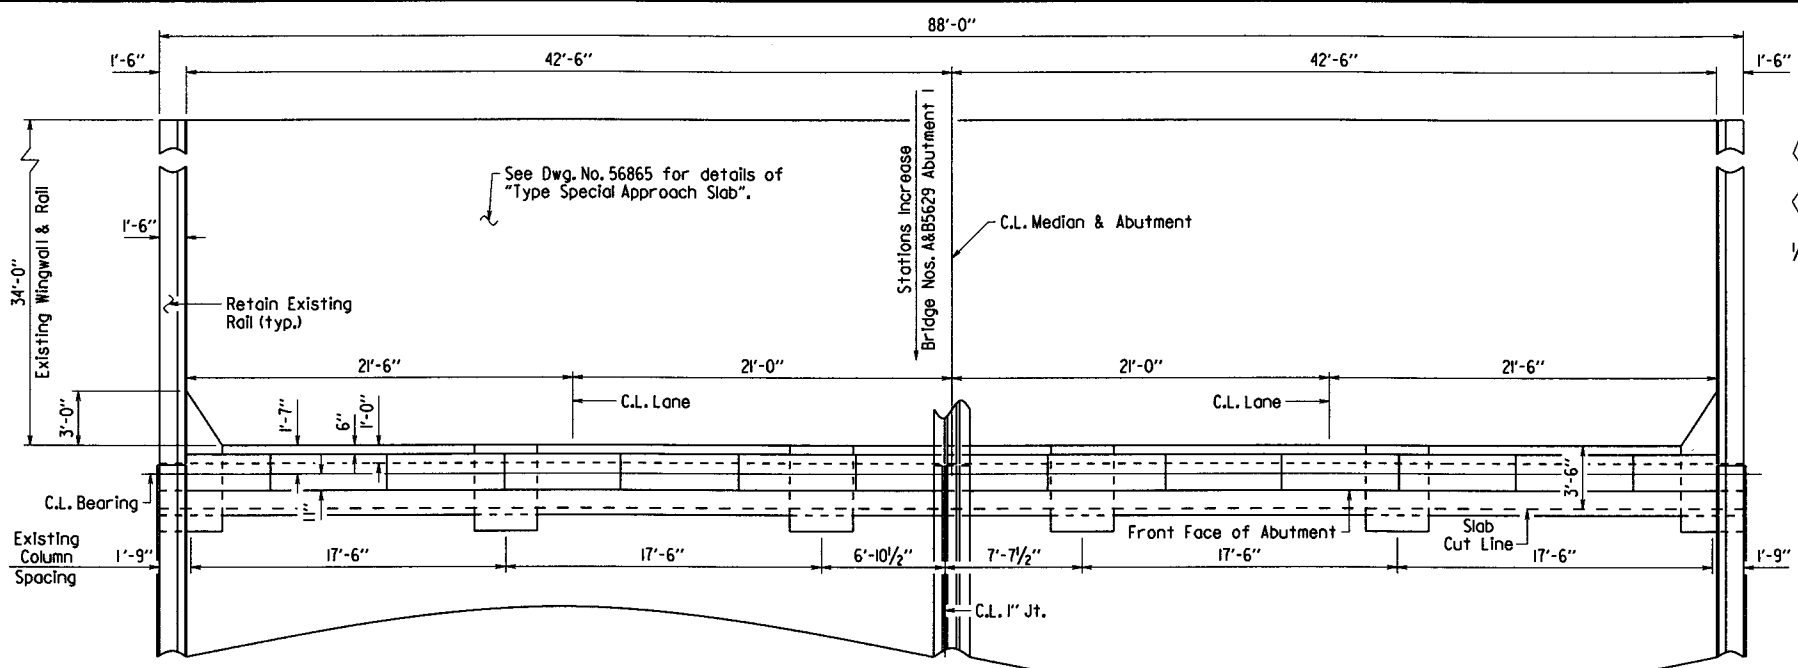 88'-0"
1'-6"
42'-6"
42'-6"
1'-6"
Stations Increase
Bridge Nos. A&B5629 Abutment 1
See Dwg. No. 56865 for details of
"Type Special Approach Slab".
C.L. Median & Abutment
1'-6"
34'-0"
Existing Wingwall & Rail
Retain Existing
Rail (typ.)
21'-6"
21'-0"
21'-0"
21'-6"
3'-0"
1'-7"
6"
1'-0"
C.L. Lane
C.L. Lane
C.L. Bearing
11"
3'-6"
Front Face of Abutment
Slab
Cut Line
Existing
Column
Spacing
1'-9"
17'-6"
17'-6"
6'-10½"
7'-7½"
17'-6"
17'-6"
1'-9"
C.L. 1" Jt.